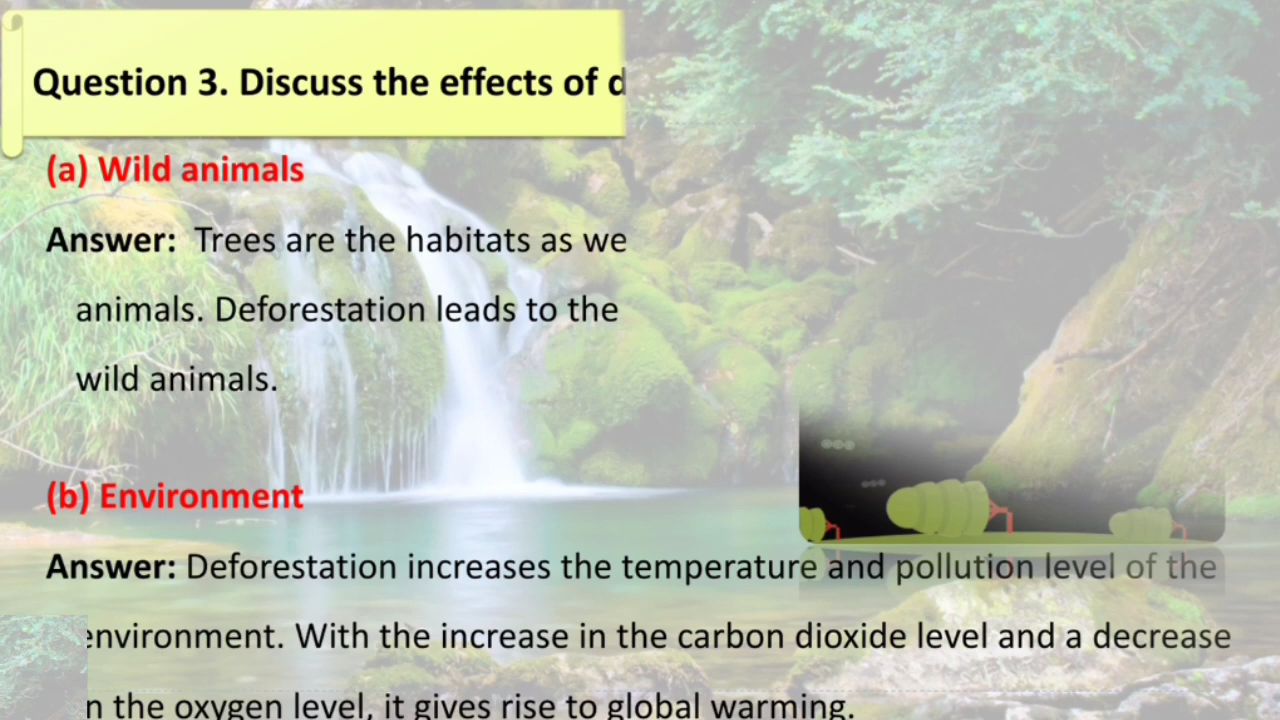 Question 3. Discuss the effects of d
(a) Wild animals
Answer: Trees are the habitats as we
animals. Deforestation leads to the
wild animals.
(b) Environment
Answer: Deforestation increases the temperature and pollution level of the
environment. With the increase in the carbon dioxide level and a decrease
n the oxygen level, it gives rise to global warming.